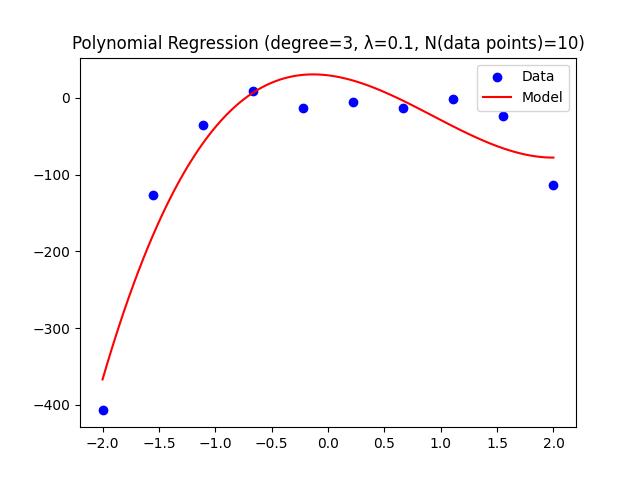 Polynomial Regression (degree=3, λ=0.1, N(data points)=10)
Data
Model
0
−100
−200
−300
−400
−2.0 −1.5 −1.0 −0.5 0.0 0.5 1.0 1.5 2.0